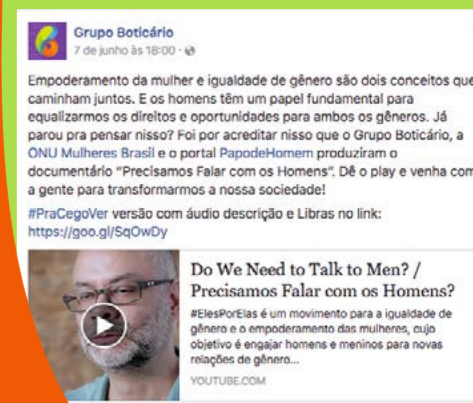 Grupo Boticário
7 de junho às 18:00 ·
Empoderamento da mulher e igualdade de gênero são dois conceitos que
caminham juntos. E os homens têm um papel fundamental para
equalizarmos os direitos e oportunidades para ambos os gêneros. Já
parou pra pensar nisso? Foi por acreditar nisso que o Grupo Boticário, a
ONU Mulheres Brasil e o portal PapodeHomem produziram o
documentário "Precisamos Falar com os Homens". Dê o play e venha com
a gente para transformarmos a nossa sociedade!
#PraCegoVer versão com áudio descrição e Libras no link:
https://goo.gl/SqOwDy
Do We Need to Talk to Men? /
Precisamos Falar com os Homens?
#ElesPorElas é um movimento para a igualdade de
gênero e o empoderamento das mulheres, cujo
objetivo é engajar homens e meninos para novas
relações de gênero...
YOUTUBE.COM